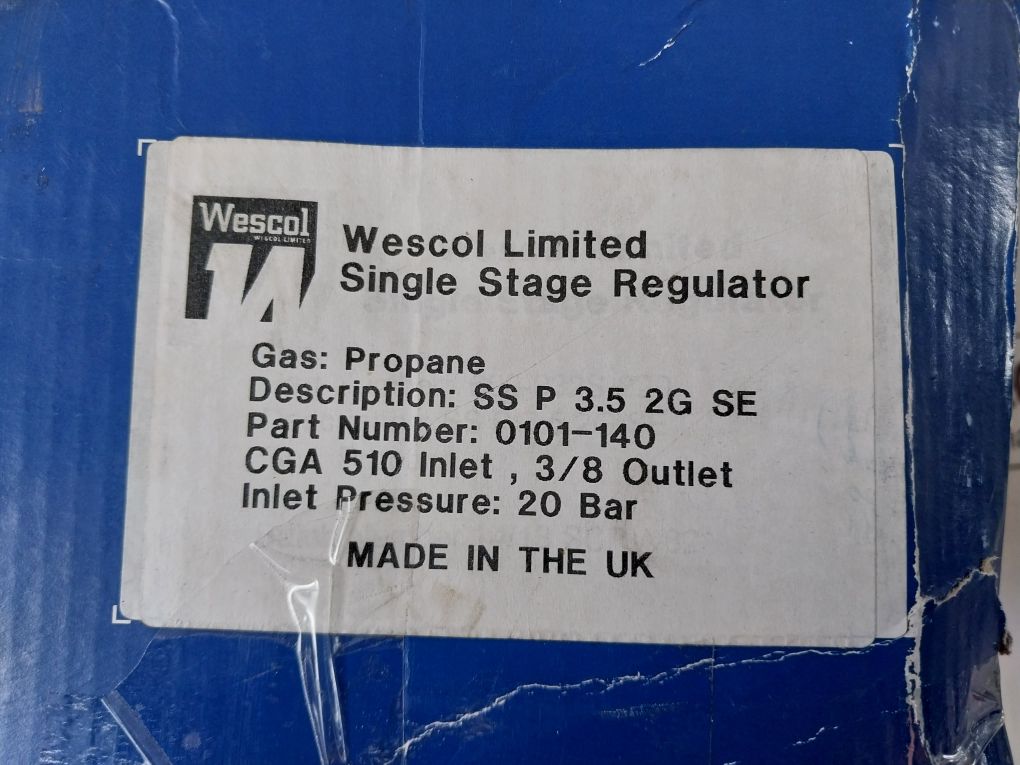 Wescol
WESCOL LIMITED
Wescol Limited
Single Stage Regulator
Gas: Propane
Description: SS P 3.5 2G SE
Part Number: 0101-140
CGA 510 Inlet , 3/8 Outlet
Inlet Pressure: 20 Bar
MADE IN THE UK